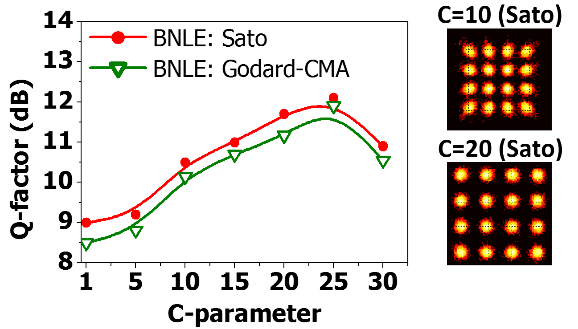 14
13
12
11
10
9
8
Q-factor (dB)
BNLE: Sato
BNLE: Godard-CMA
1 5 10 15 20 25 30
C-parameter
C=10 (Sato)
C=20 (Sato)